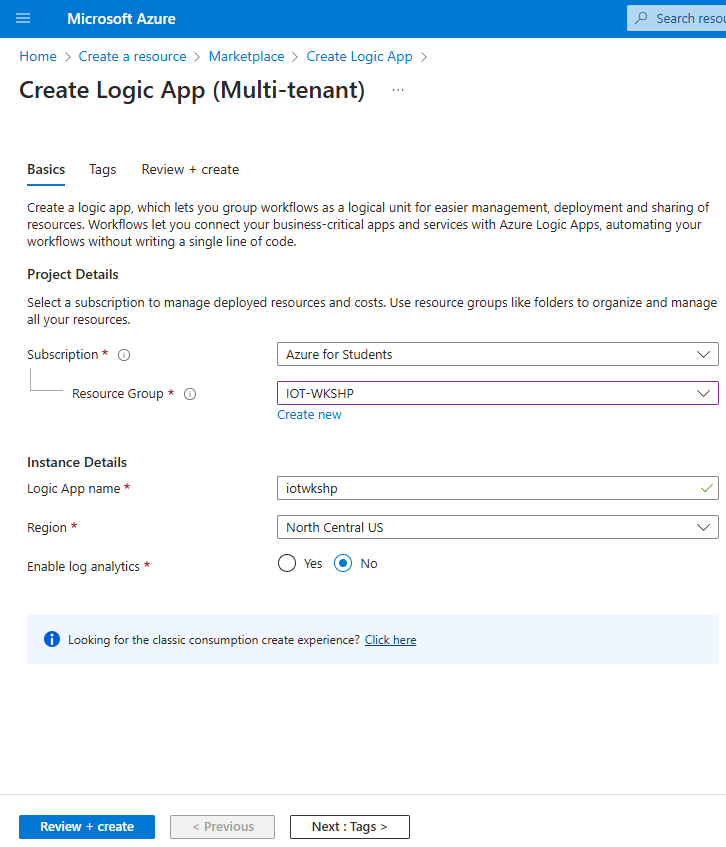 Microsoft Azure
Search resou
Home > Create a resource > Marketplace > Create Logic App >
Create Logic App (Multi-tenant) ...
Basics Tags Review + create
Create a logic app, which lets you group workflows as a logical unit for easier management, deployment and sharing of
resources. Workflows let you connect your business-critical apps and services with Azure Logic Apps, automating your
workflows without writing a single line of code.
Project Details
Select a subscription to manage deployed resources and costs. Use resource groups like folders to organize and manage
all your resources.
Subscription *
Azure for Students
Resource Group *
IOT-WKSHP
Create new
Instance Details
Logic App name *
iotwkshp
Region *
North Central US
Enable log analytics *
Yes No
Looking for the classic consumption create experience? Click here
Review + create < Previous Next : Tags >